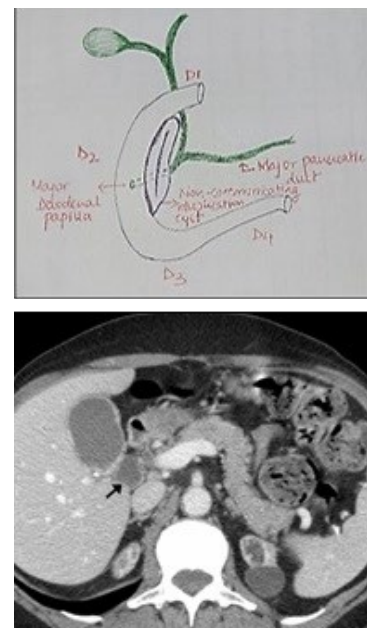 D1
D2
Major pancreatic
duct
Major
Duodenal
papilla
Non-communicating
duplication
cyst
D4
D3